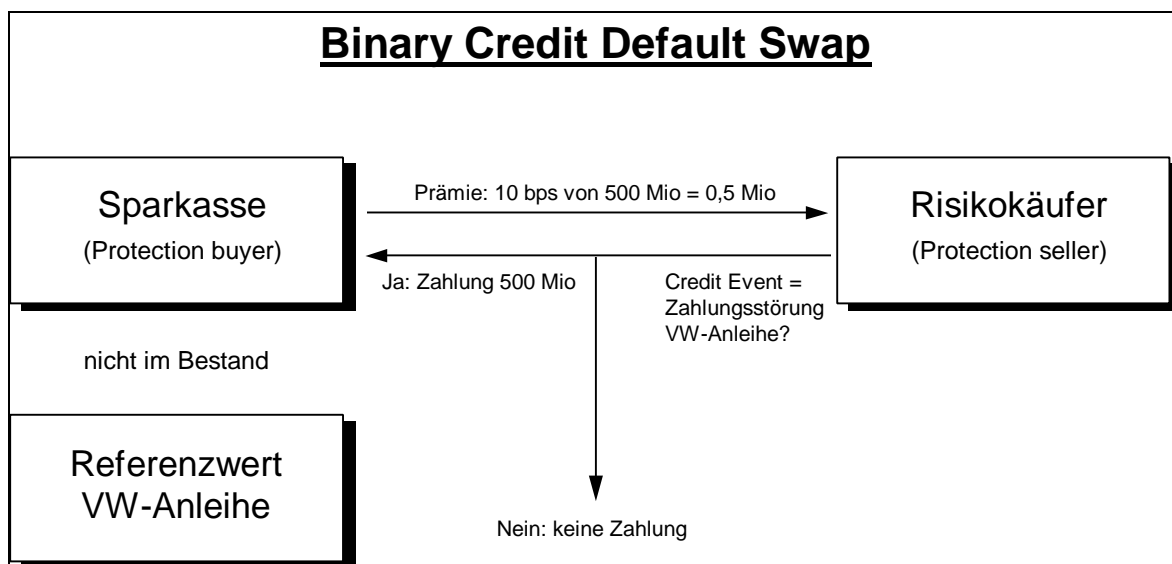 Binary Credit Default Swap
Sparkasse
(Protection buyer)
Prämie: 10 bps von 500 Mio = 0,5 Mio
Risikokäufer
(Protection seller)
Ja: Zahlung 500 Mio
Credit Event =
Zahlungsstörung
VW-Anleihe?
nicht im Bestand
Referenzwert
VW-Anleihe
Nein: keine Zahlung